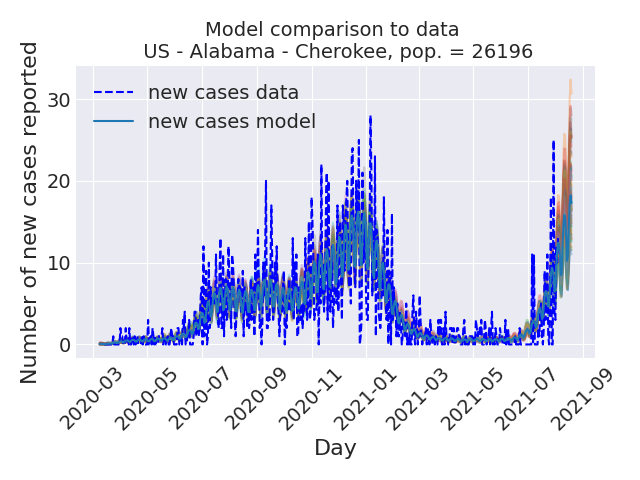 Model comparison to data
US - Alabama - Cherokee, pop. = 26196
Number of new cases reported
30
20
10
0
new cases data
new cases model
2020-03
2020-05
2020-07
2020-09
2020-11
2021-01
2021-03
2021-05
2021-07
2021-09
Day